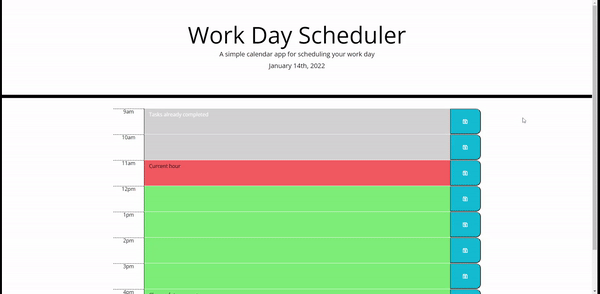 Work Day Scheduler
A simple calendar app for scheduling your work day
January 14th, 2022
9am
Tasks already completed
10am
11am
Current hour
12pm
1pm
2pm
3pm
4pm